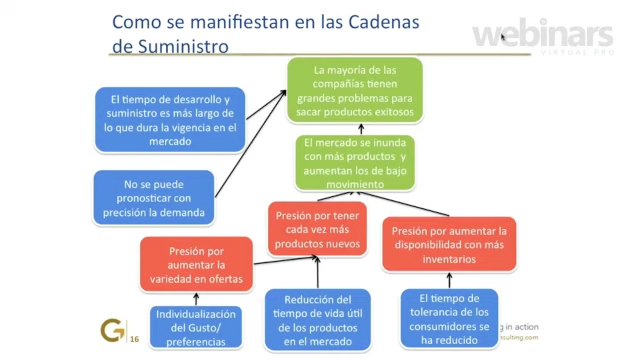 Como se manifiestan en las Cadenas
de Suministro
webinars
VIRTUAL PRO
La mayoría de las
compañías tienen
grandes problemas para
sacar productos exitosos
El tiempo de desarrollo y
suministro es más largo de
lo que dura la vigencia en el
mercado
El mercado se inunda
con más productos y
aumentan los de bajo
movimiento
No se puede
pronosticar con
precisión la demanda
Presión por tener
cada vez más
productos nuevos
Presión por aumentar la
disponibilidad con más
inventarios
Presión por
aumentar la
variedad en ofertas
Individualización
del Gusto/
preferencias
Reducción del
tiempo de vida útil
de los productos
en el mercado
El tiempo de
tolerancia de los
consumidores se
ha reducido
G
16
in action